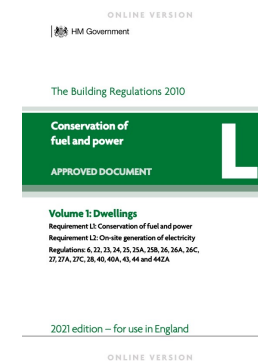 ONLINE VERSION
HM Government
The Building Regulations 2010
Conservation of
fuel and power
APPROVED DOCUMENT
L
Volume 1: Dwellings
Requirement L1: Conservation of fuel and power
Requirement L2: On-site generation of electricity
Regulations: 6, 22, 23, 24, 25, 25A, 25B, 26, 26A, 26C,
27, 27A, 27C, 28, 40, 40A, 43, 44 and 44ZA
2021 edition – for use in England
ONLINE VERSION